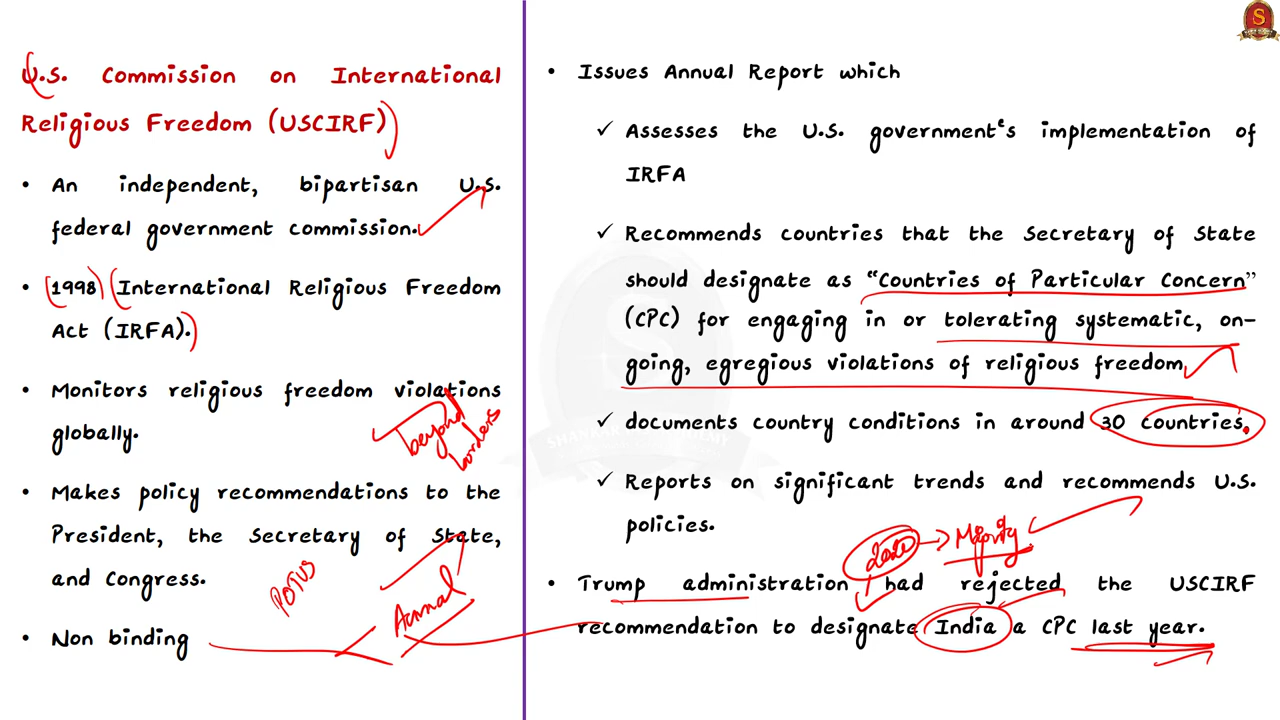 U.S. Commission on International
Religious Freedom (USCIRF)
• An independent, bipartisan U.S.
federal government commission.
• 1998 International Religious Freedom
Act (IRFA).
• Monitors religious freedom violations
globally.
beyond
borders
• Makes policy recommendations to the
President, the Secretary of State,
and Congress.
POTUS
Annual
• Non binding
• Issues Annual Report which
✓ Assesses the U.S. government's implementation of
IRFA
✓ Recommends countries that the Secretary of State
should designate as “Countries of Particular Concern”
(CPC) for engaging in or tolerating systematic, on-
going, egregious violations of religious freedom
✓ documents country conditions in around 30 countries.
✓ Reports on significant trends and recommends U.S.
policies.
2020 → Majority
• Trump administration had rejected the USCIRF
recommendation to designate India a CPC last year.